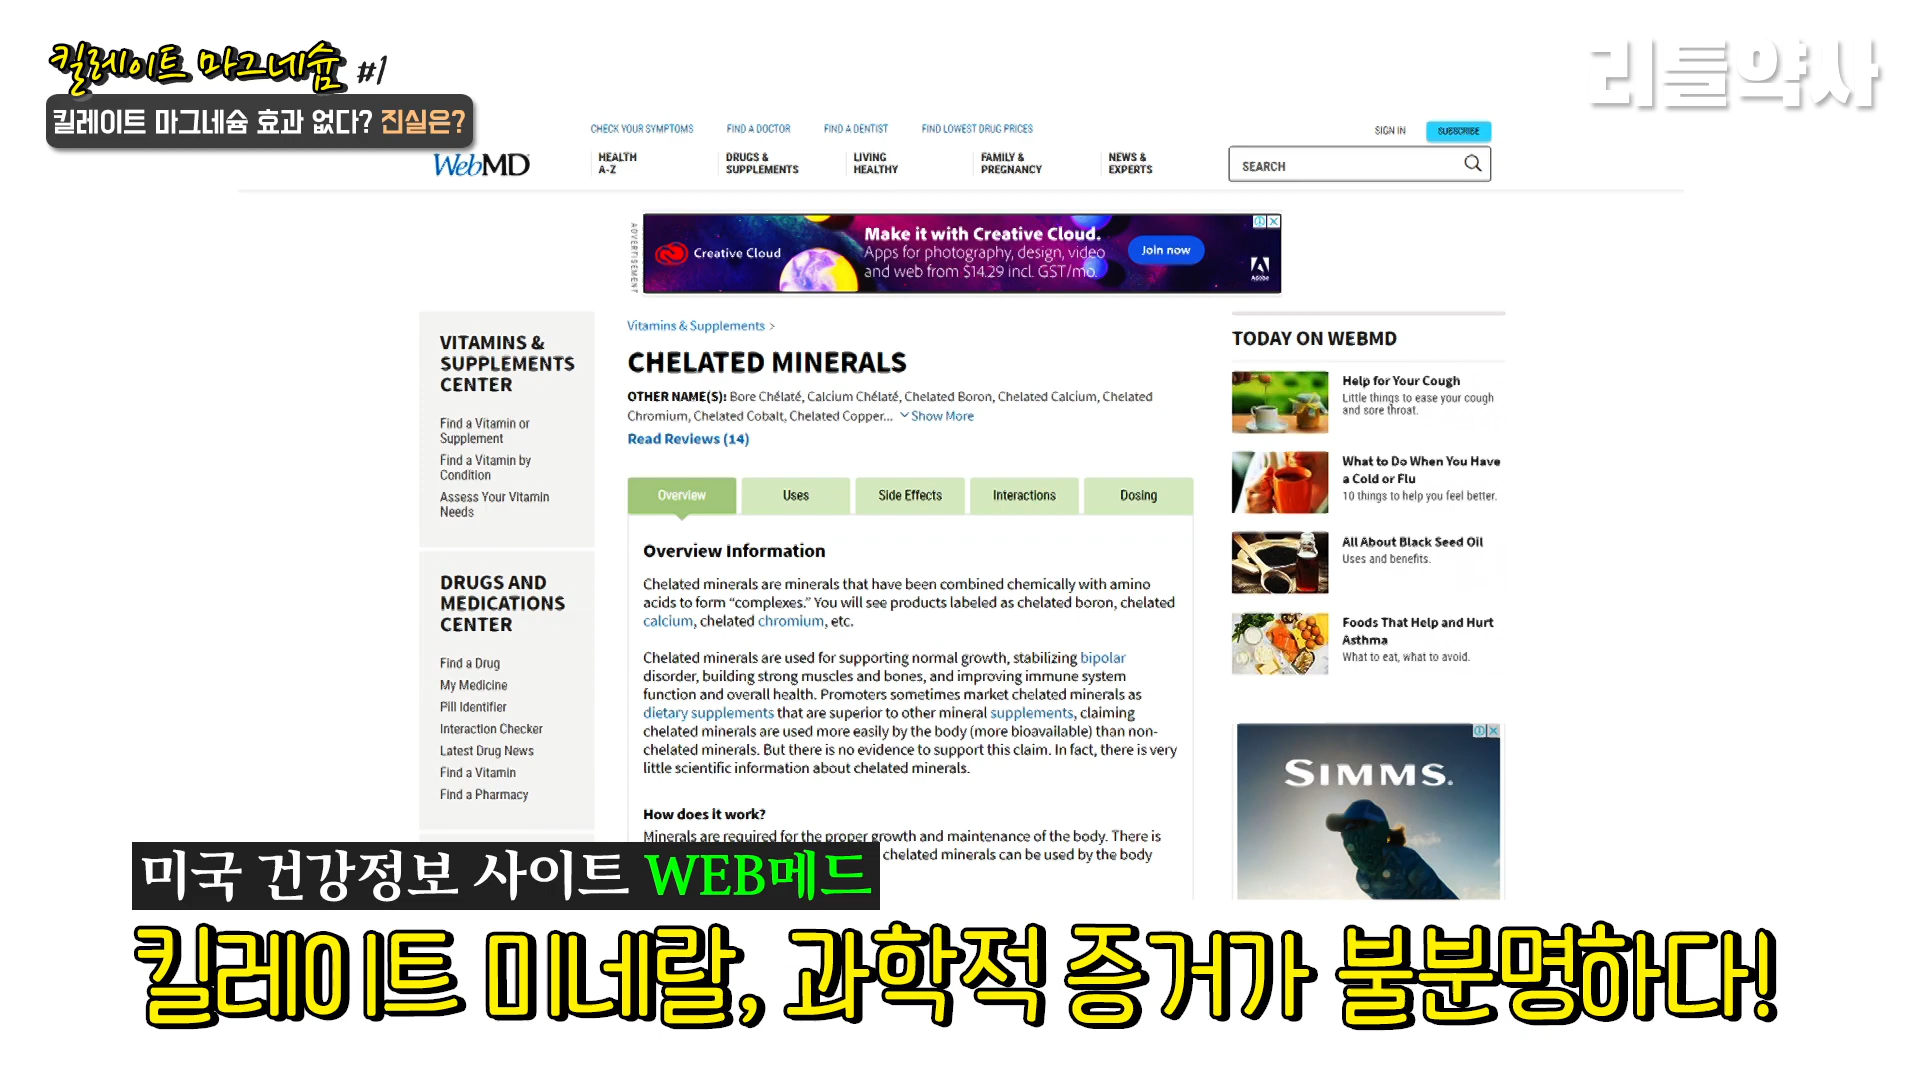 킬레이트 마그네슘 #1
킬레이트 마그네슘 효과 없다? 진실은?
리틀약사
CHECK YOUR SYMPTOMS
FIND A DOCTOR
FIND A DENTIST
FIND LOWEST DRUG PRICES
SIGN IN
SUBSCRIBE
WebMD
HEALTH
A-Z
DRUGS &
SUPPLEMENTS
LIVING
HEALTHY
FAMILY &
PREGNANCY
NEWS &
EXPERTS
SEARCH
ADVERTISEMENT
Creative Cloud
Make it with Creative Cloud.
Apps for photography, design, video
and web from $14.29 incl. GST/mo.
Join now
Adobe
VITAMINS &
SUPPLEMENTS
CENTER
Find a Vitamin or
Supplement
Find a Vitamin by
Condition
Assess Your Vitamin
Needs
DRUGS AND
MEDICATIONS
CENTER
Find a Drug
My Medicine
Pill Identifier
Interaction Checker
Latest Drug News
Find a Vitamin
Find a Pharmacy
Vitamins & Supplements >
CHELATED MINERALS
OTHER NAME(S): Bore Chélaté, Calcium Chélaté, Chelated Boron, Chelated Calcium, Chelated
Chromium, Chelated Cobalt, Chelated Copper... Show More
Read Reviews (14)
Overview
Uses
Side Effects
Interactions
Dosing
Overview Information
Chelated minerals are minerals that have been combined chemically with amino
acids to form “complexes.” You will see products labeled as chelated boron, chelated
calcium, chelated chromium, etc.
Chelated minerals are used for supporting normal growth, stabilizing bipolar
disorder, building strong muscles and bones, and improving immune system
function and overall health. Promoters sometimes market chelated minerals as
dietary supplements that are superior to other mineral supplements, claiming
chelated minerals are used more easily by the body (more bioavailable) than non-
chelated minerals. But there is no evidence to support this claim. In fact, there is very
little scientific information about chelated minerals.
How does it work?
Minerals are required for the proper growth and maintenance of the body. There is
chelated minerals can be used by the body
TODAY ON WEBMD
Help for Your Cough
Little things to ease your cough
and sore throat.
What to Do When You Have
a Cold or Flu
10 things to help you feel better.
All About Black Seed Oil
Uses and benefits.
Foods That Help and Hurt
Asthma
What to eat, what to avoid.
SIMMS.
미국 건강정보 사이트 WEB메드
킬레이트 미네랄, 과학적 증거가 불분명하다!